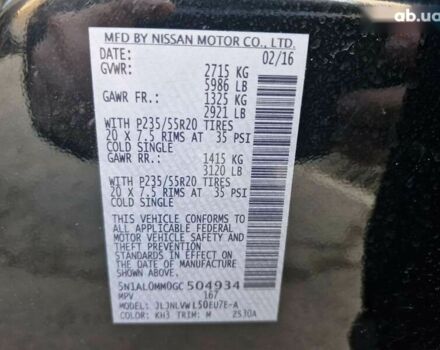 ab.ua
MFD BY NISSAN MOTOR CO., LTD.
DATE: 02/16
GVWR: 2715 KG
5986 LB
GAWR FR.: 1325 KG
2921 LB
WITH P235/55R20 TIRES
20 X 7.5 RIMS AT 35 PSI
COLD SINGLE
GAWR RR.: 1415 KG
3120 LB
WITH P235/55R20 TIRES
20 X 7.5 RIMS AT 35 PSI
COLD SINGLE
THIS VEHICLE CONFORMS TO
ALL APPLICABLE FEDERAL
MOTOR VEHICLE SAFETY
STANDARDS IN EFFECT ON
THE DATE OF MANUFACTURE
SHOWN ABOVE.
5N1AL0MM0GC504934
MPV 167
MODEL: JLJNLVWL50EU7E-A
COLOR: KH3 TRIM: M 2S30A